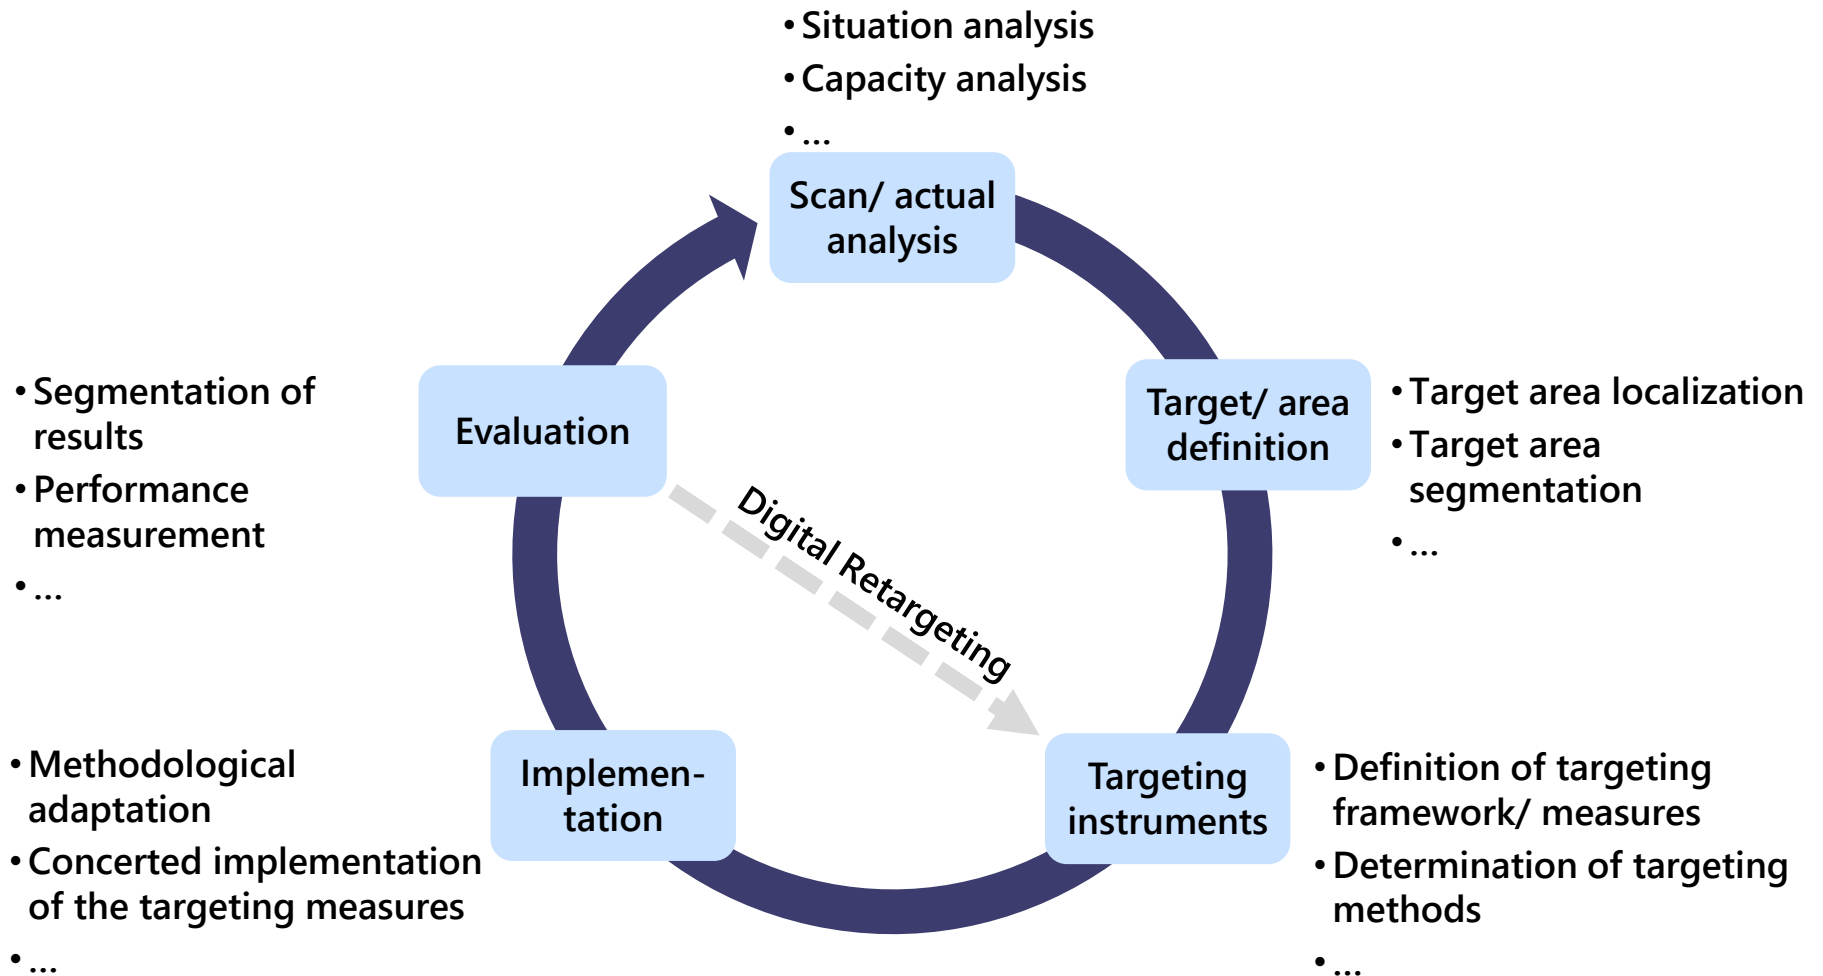 • Situation analysis
• Capacity analysis
• ...
Scan/ actual
analysis
Target/ area
definition
• Target area localization
• Target area
segmentation
• ...
Targeting
instruments
• Definition of targeting
framework/ measures
• Determination of targeting
methods
• ...
Implemen-
tation
• Methodological
adaptation
• Concerted implementation
of the targeting measures
• ...
Evaluation
• Segmentation of
results
• Performance
measurement
• ...
Digital Retargeting